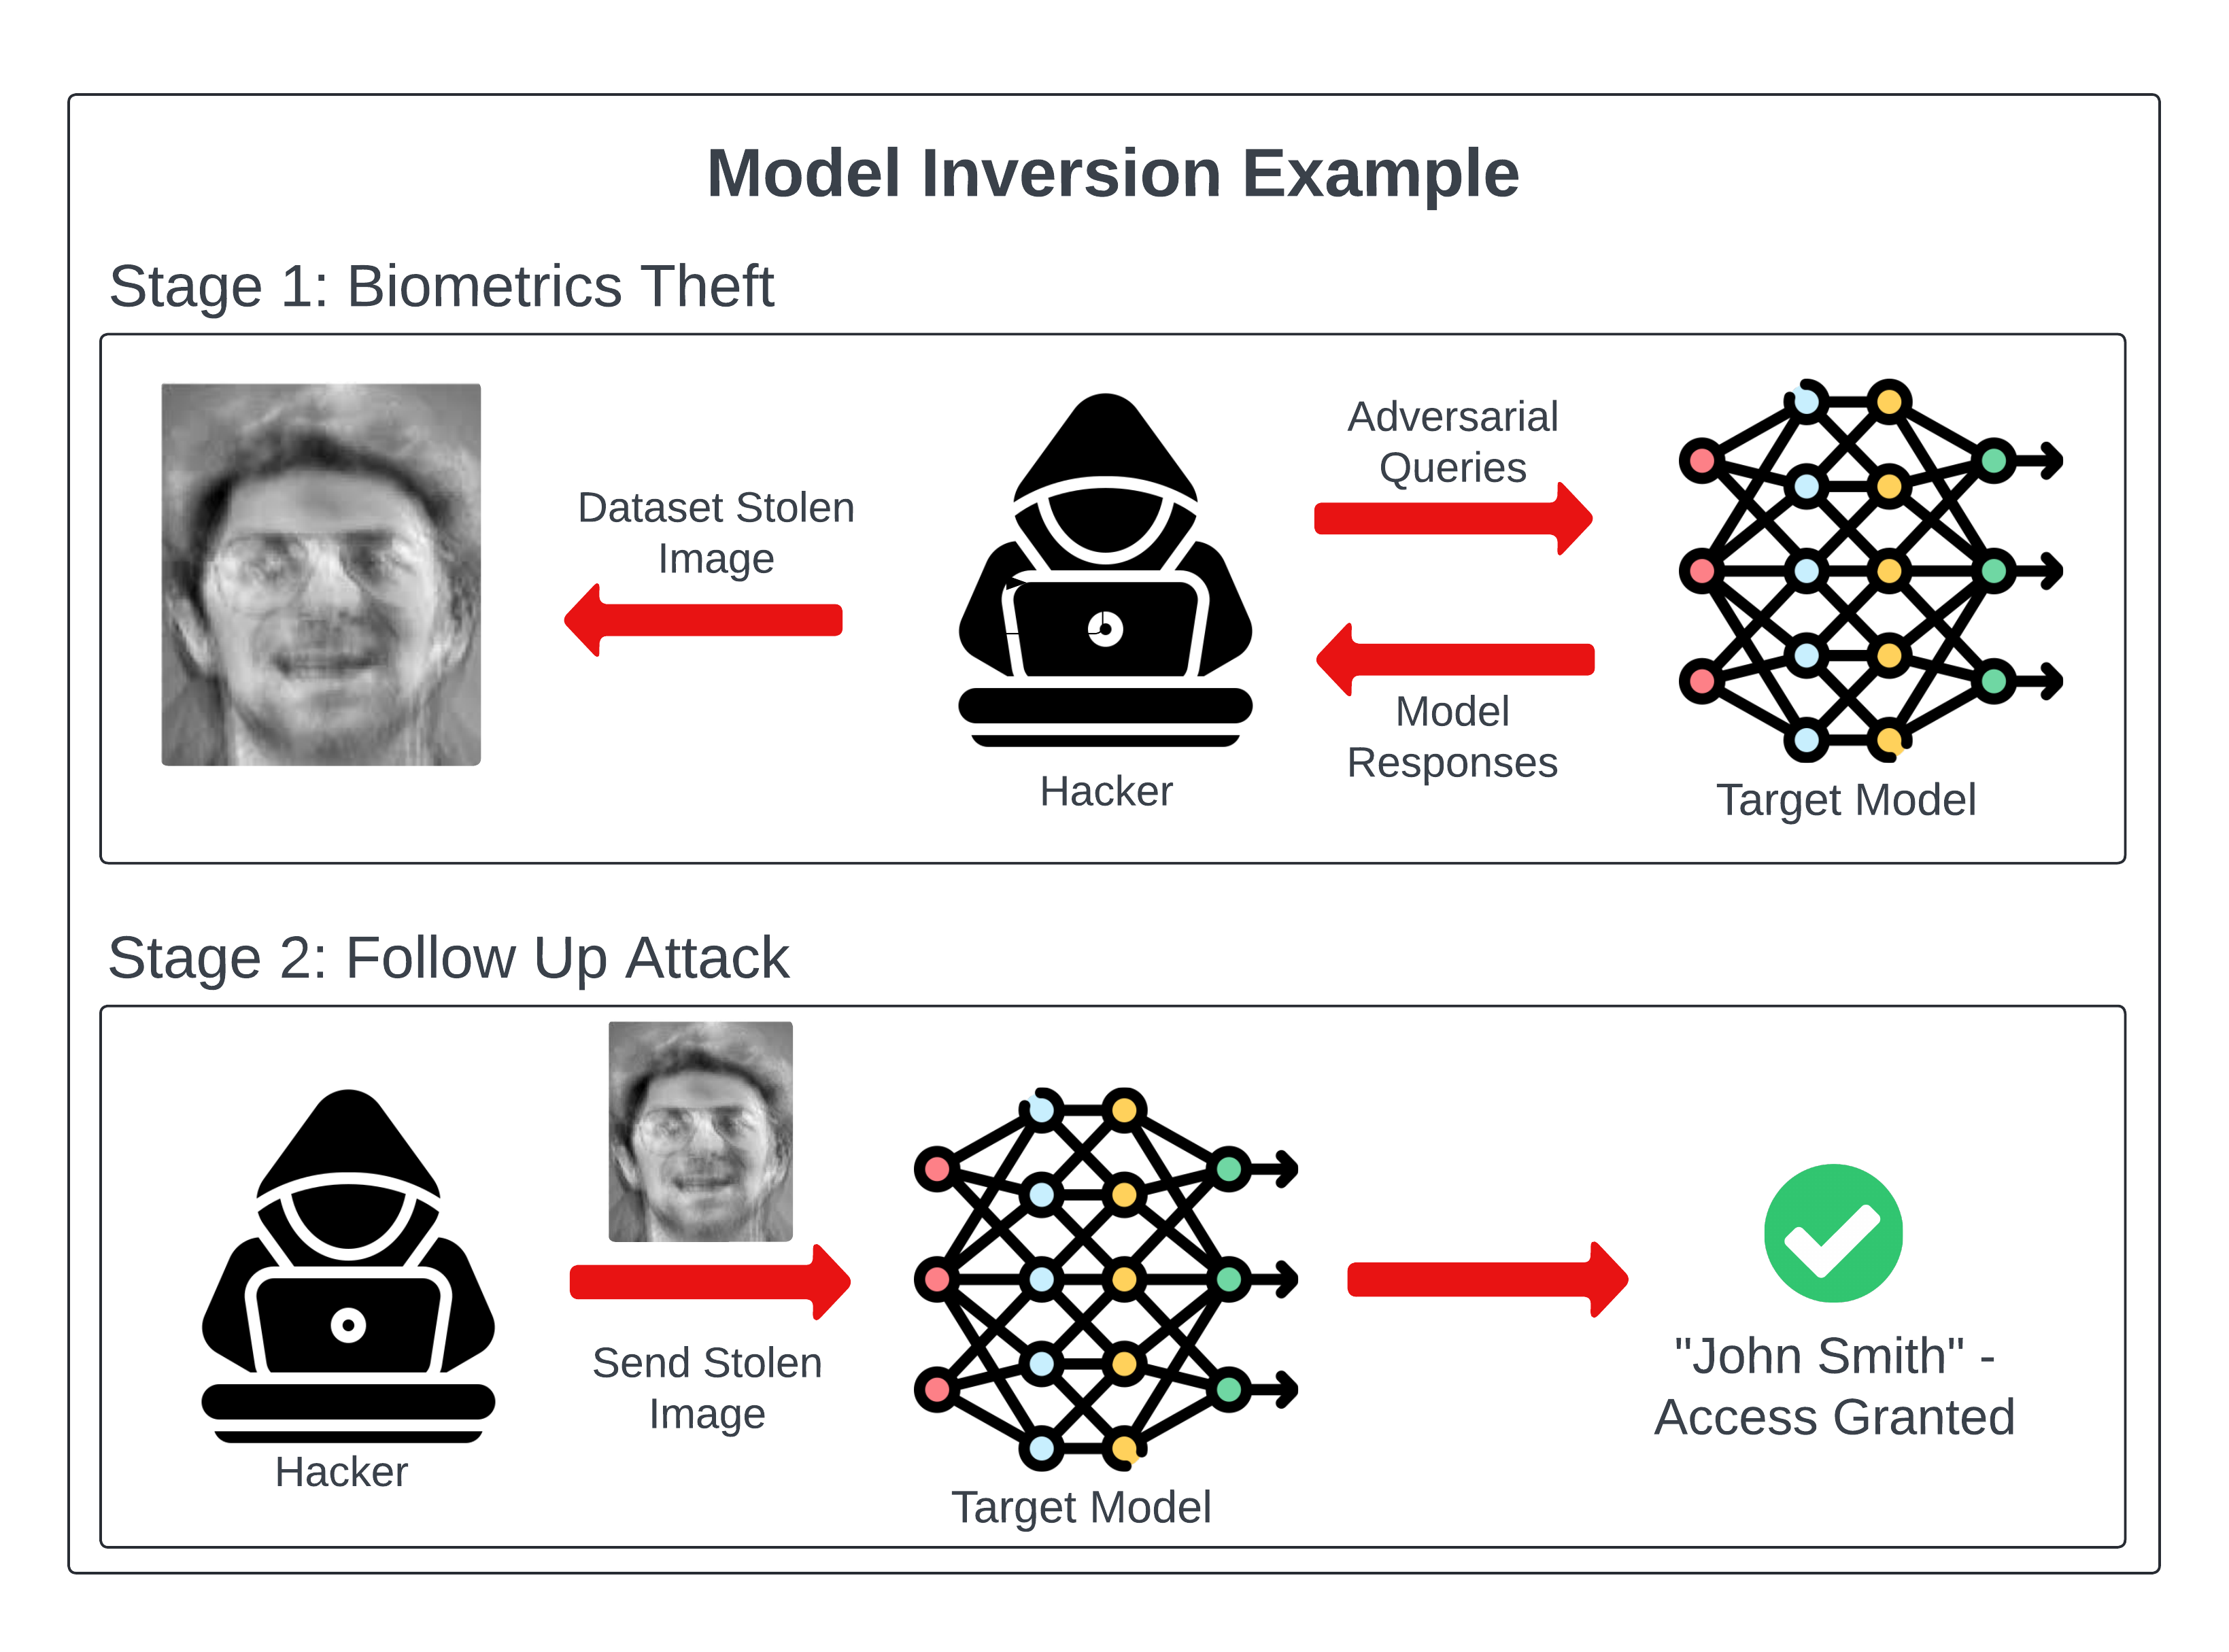 Model Inversion Example
Stage 1: Biometrics Theft
Dataset Stolen
Image
Hacker
Adversarial
Queries
Model
Responses
Target Model
Stage 2: Follow Up Attack
Hacker
Send Stolen
Image
Target Model
"John Smith" -
Access Granted